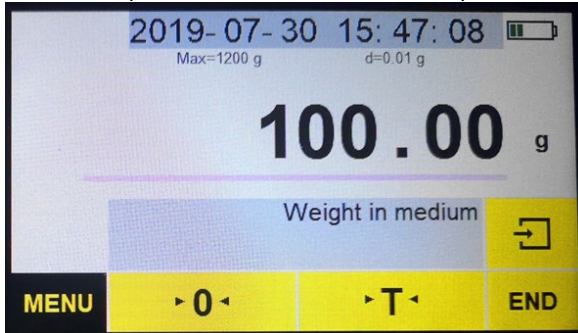 2019-07-30 15:47:08
Max=1200 g d=0.01 g
100.00 g
Weight in medium
MENU ▸0◂ ▸T◂ END